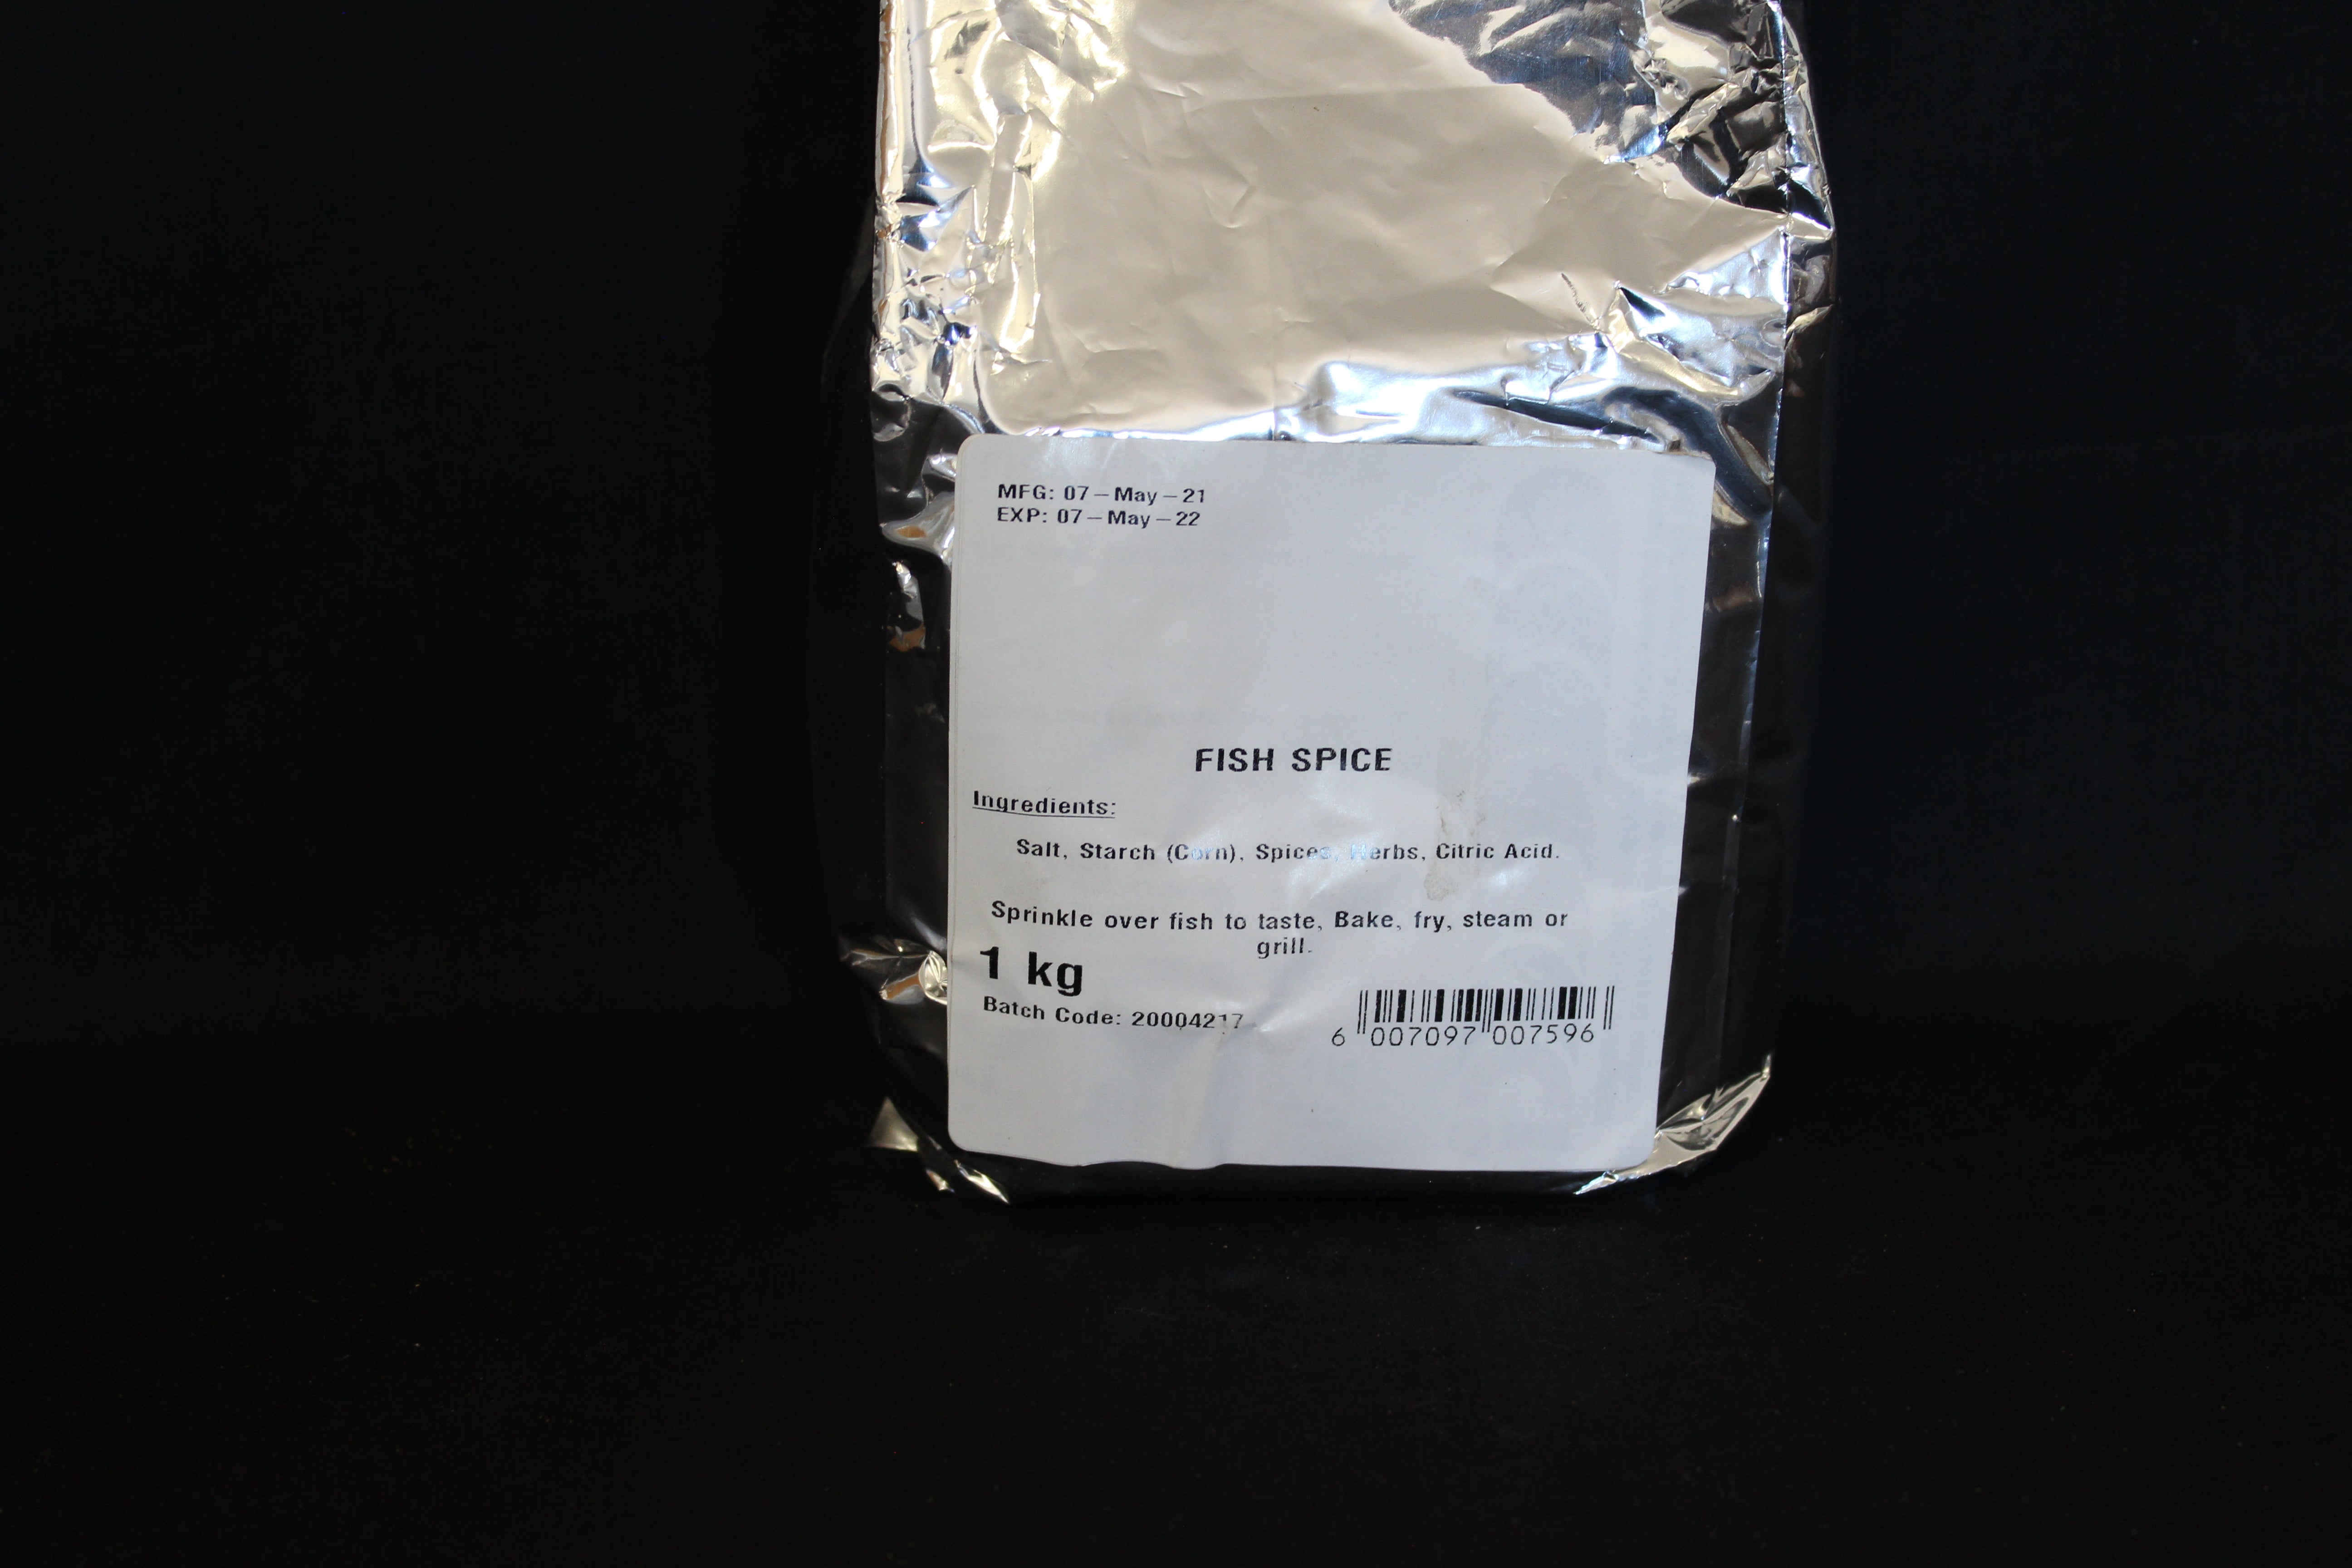 MFG: 07-May-21
EXP: 07-May-22
FISH SPICE
Ingredients:
Salt, Starch (Corn), Spices, Herbs, Citric Acid.
Sprinkle over fish to taste, Bake, fry, steam or
grill.
1 kg
Batch Code: 20004217
6 007097 007596